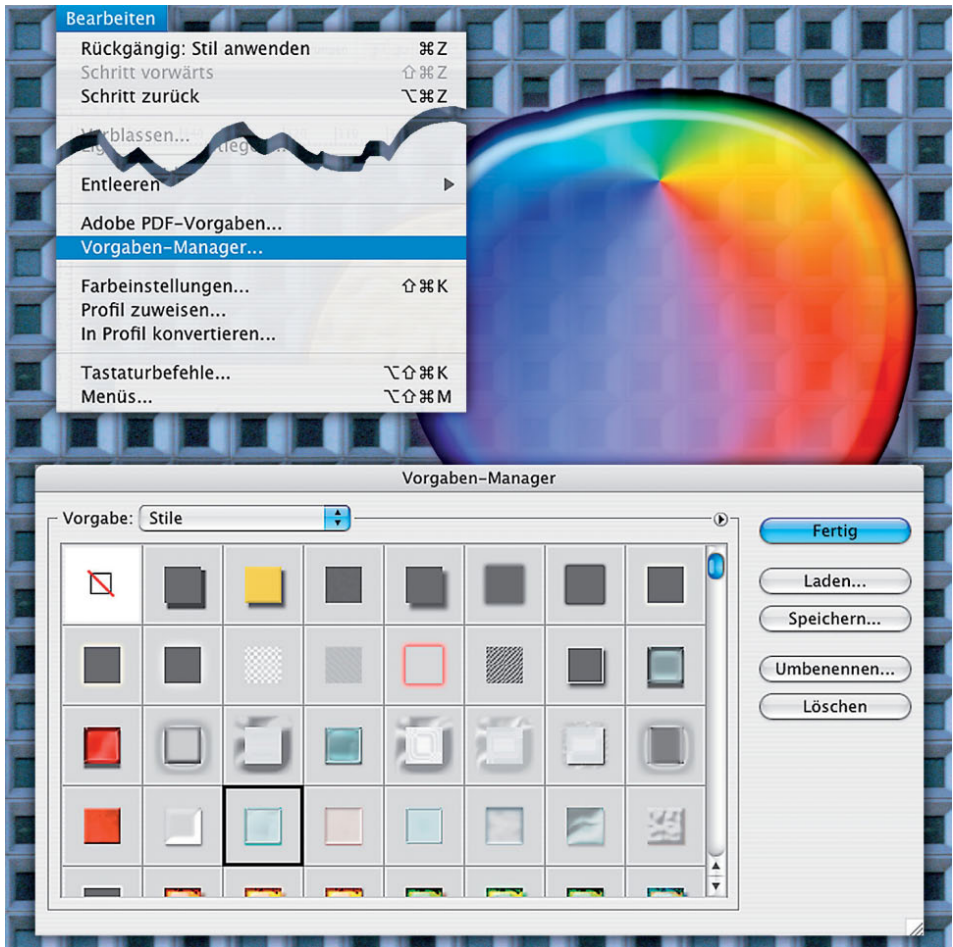 Bearbeiten
Rückgängig: Stil anwenden ⌘Z
Schritt vorwärts ⇧⌘Z
Schritt zurück ⌥⌘Z
Verblassen...
Entleeren
Adobe PDF-Vorgaben...
Vorgaben-Manager...
Farbeinstellungen... ⇧⌘K
Profil zuweisen...
In Profil konvertieren...
Tastaturbefehle... ⌥⇧⌘K
Menüs... ⌥⇧⌘M
Vorgaben-Manager
Vorgabe: Stile
Fertig
Laden...
Speichern...
Umbenennen...
Löschen